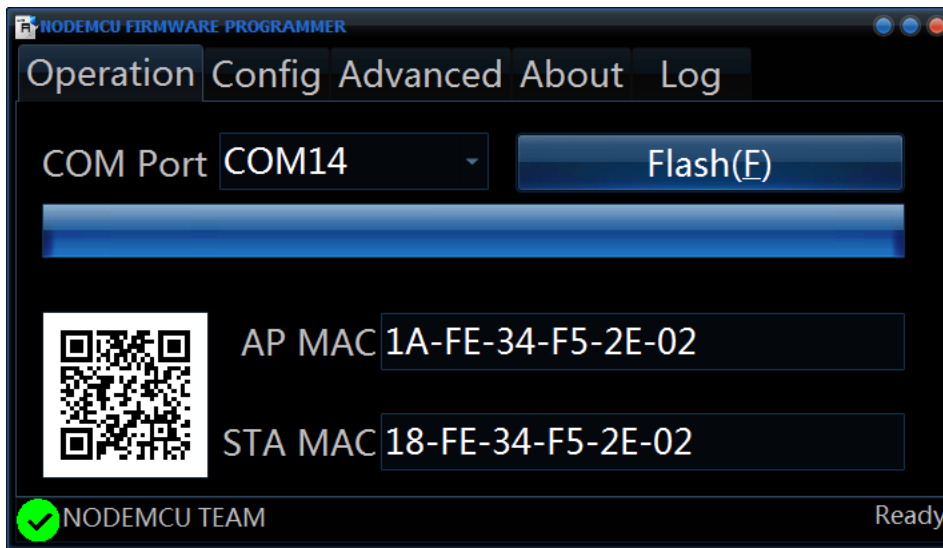 NODEMCU FIRMWARE PROGRAMMER
Operation Config Advanced About Log
COM Port COM14 Flash(F)
AP MAC 1A-FE-34-F5-2E-02
STA MAC 18-FE-34-F5-2E-02
NODEMCU TEAM Ready